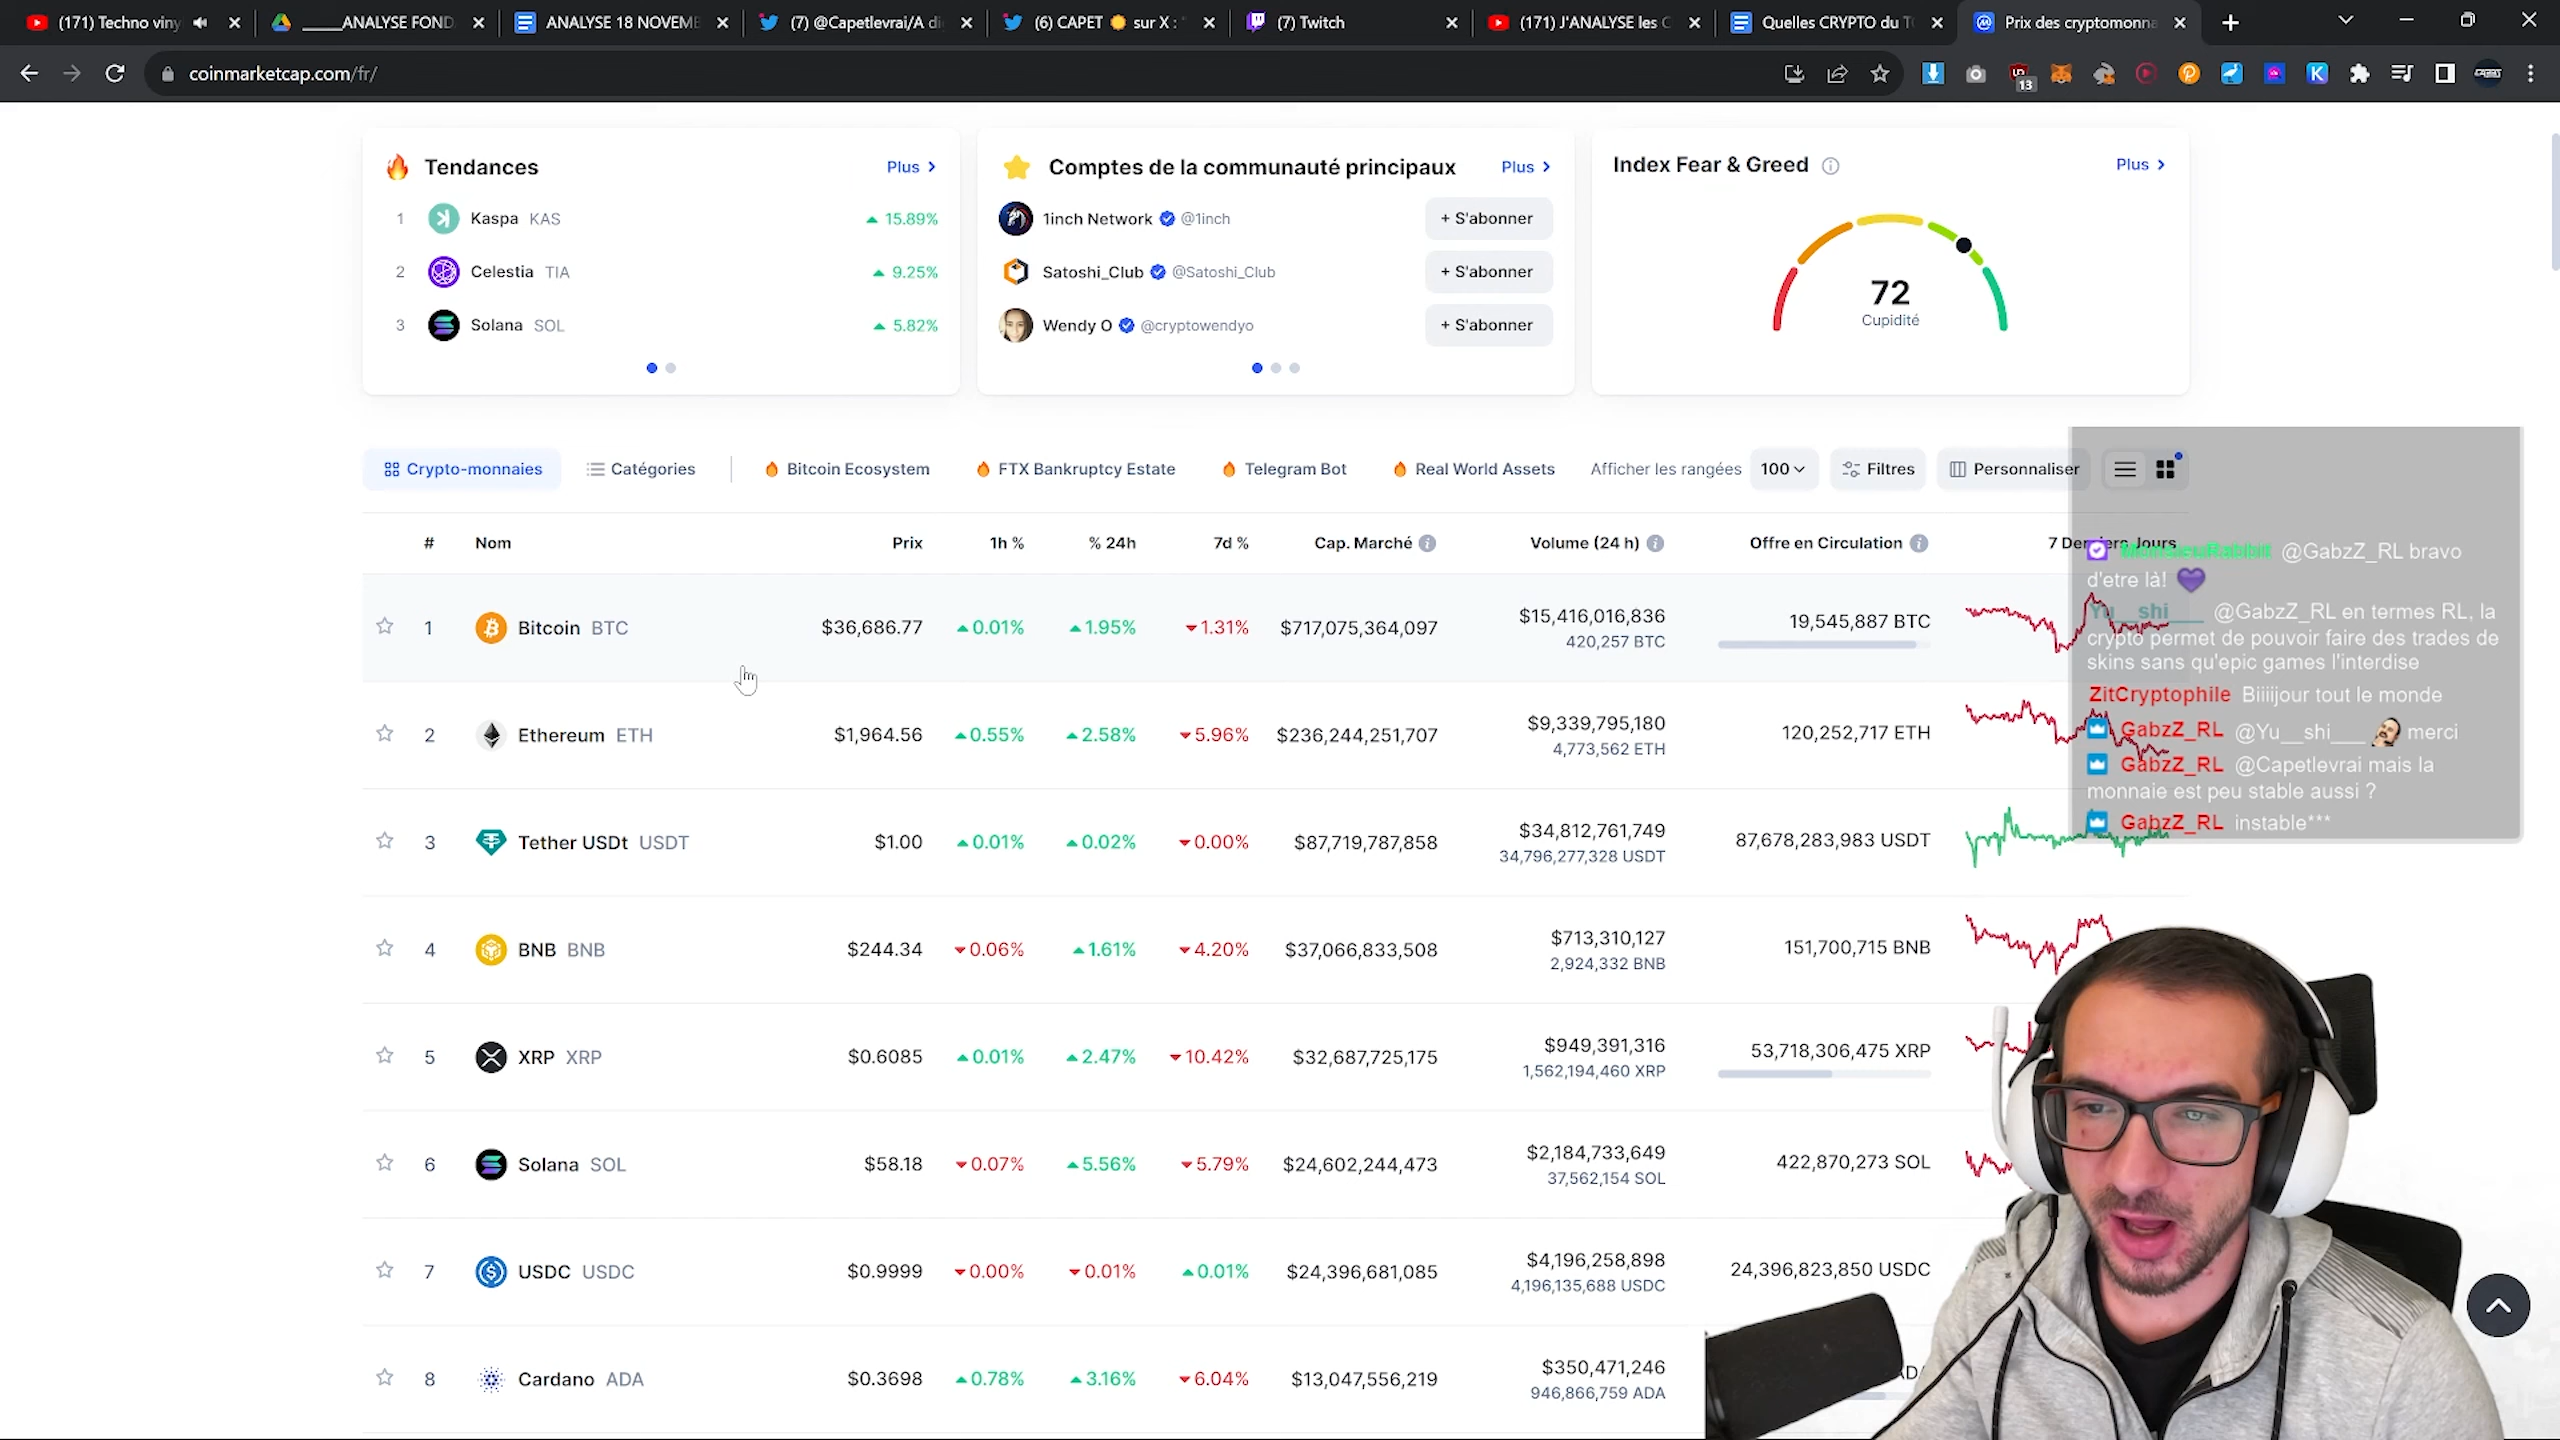 (171) Techno viny
_____ANALYSE FOND
ANALYSE 18 NOVEME
(7) @Capetlevrai/A di
(6) CAPET sur X : "
(7) Twitch
(171) J'ANALYSE les C
Quelles CRYPTO du T
Prix des cryptomonna
coinmarketcap.com/fr/
13
Tendances
Plus >
1 Kaspa KAS 15.89%
2 Celestia TIA 9.25%
3 Solana SOL 5.82%
Comptes de la communauté principaux
Plus >
1inch Network @1inch + S'abonner
Satoshi_Club @Satoshi_Club + S'abonner
Wendy O @cryptowendyo + S'abonner
Index Fear & Greed
Plus >
72
Cupidité
Crypto-monnaies Catégories Bitcoin Ecosystem FTX Bankruptcy Estate Telegram Bot Real World Assets Afficher les rangées 100 Filtres Personnaliser
# Nom Prix 1h % % 24h 7d % Cap. Marché Volume (24 h) Offre en Circulation 7 Derniers Jours
1 Bitcoin BTC $36,686.77 0.01% 1.95% 1.31% $717,075,364,097 $15,416,016,836 19,545,887 BTC
420,257 BTC
2 Ethereum ETH $1,964.56 0.55% 2.58% 5.96% $236,244,251,707 $9,339,795,180 120,252,717 ETH
4,773,562 ETH
3 Tether USDt USDT $1.00 0.01% 0.02% 0.00% $87,719,787,858 $34,812,761,749 87,678,283,983 USDT
34,796,277,328 USDT
4 BNB BNB $244.34 0.06% 1.61% 4.20% $37,066,833,508 $713,310,127 151,700,715 BNB
2,924,332 BNB
5 XRP XRP $0.6085 0.01% 2.47% 10.42% $32,687,725,175 $949,391,316 53,718,306,475 XRP
1,562,194,460 XRP
6 Solana SOL $58.18 0.07% 5.56% 5.79% $24,602,244,473 $2,184,733,649 422,870,273 SOL
37,562,154 SOL
7 USDC USDC $0.9999 0.00% 0.01% 0.01% $24,396,681,085 $4,196,258,898 24,396,823,850 USDC
4,196,135,688 USDC
8 Cardano ADA $0.3698 0.78% 3.16% 6.04% $13,047,556,219 $350,471,246
946,866,759 ADA
MonsieuRabbit @GabzZ_RL bravo
d'etre là!
Yu__shi___ @GabzZ_RL en termes RL, la
crypto permet de pouvoir faire des trades de
skins sans qu'epic games l'interdise
ZitCryptophile Biiiijour tout le monde
GabzZ_RL @Yu__shi___ merci
GabzZ_RL @Capetlevrai mais la
monnaie est peu stable aussi ?
GabzZ_RL instable***